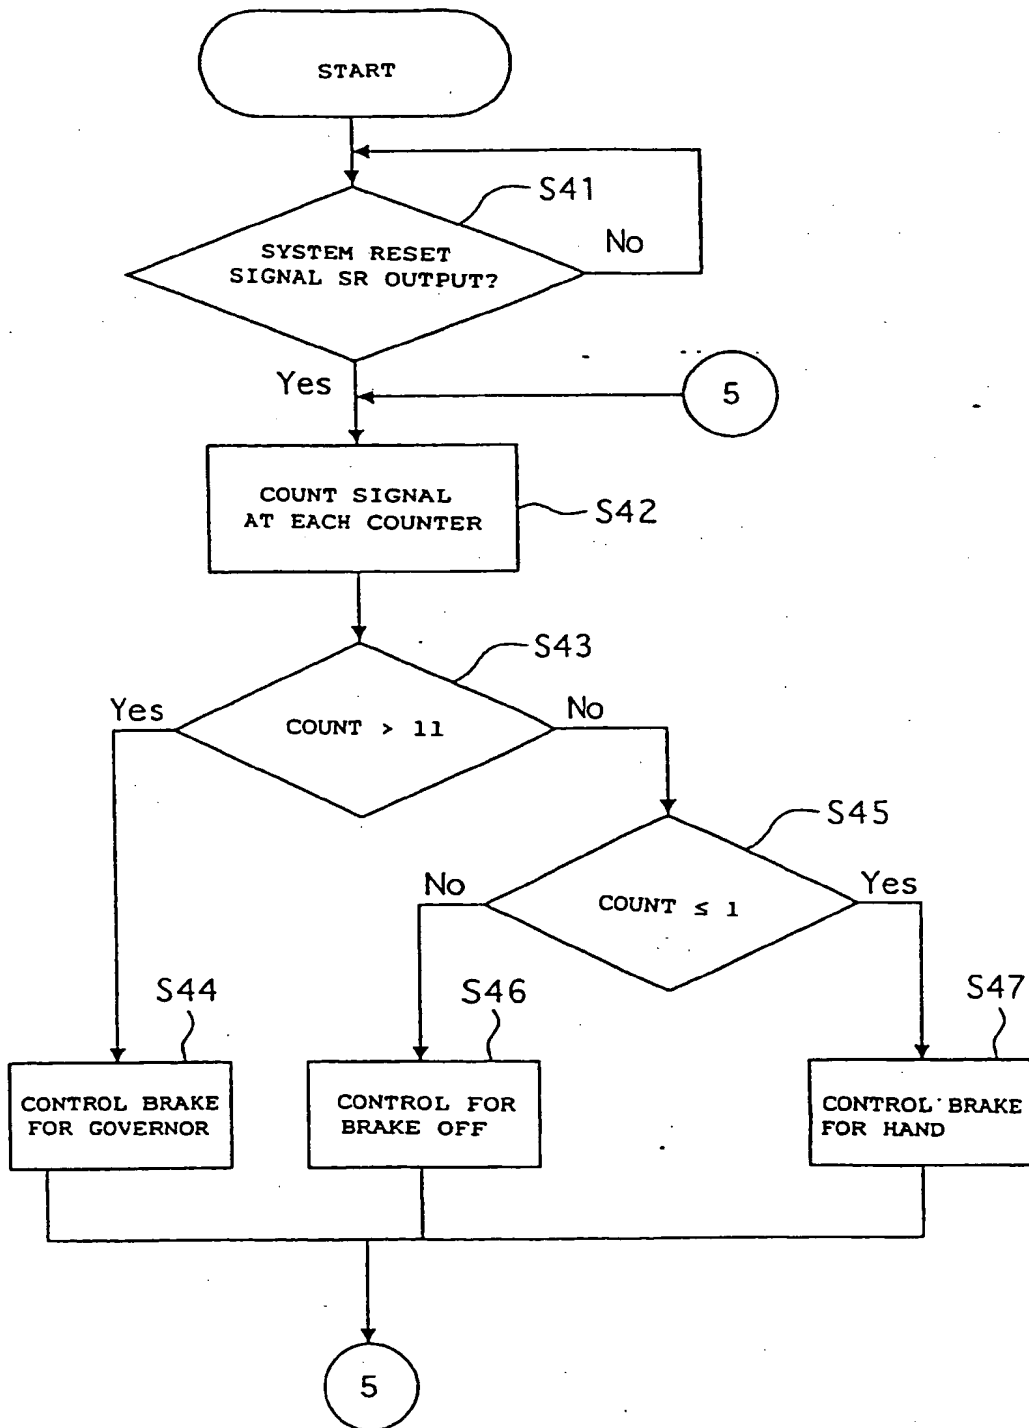 START
S41
SYSTEM RESET
SIGNAL SR OUTPUT?
No
Yes
5
COUNT SIGNAL
AT EACH COUNTER
S42
S43
Yes
COUNT > 11
No
S45
No
COUNT ≤ 1
Yes
S44
S46
S47
CONTROL BRAKE
FOR GOVERNOR
CONTROL FOR
BRAKE OFF
CONTROL BRAKE
FOR HAND
5